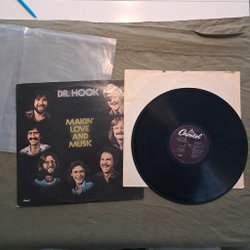 DR. HOOK
MAKIN'
LOVE AND
MUSIC
Capitol